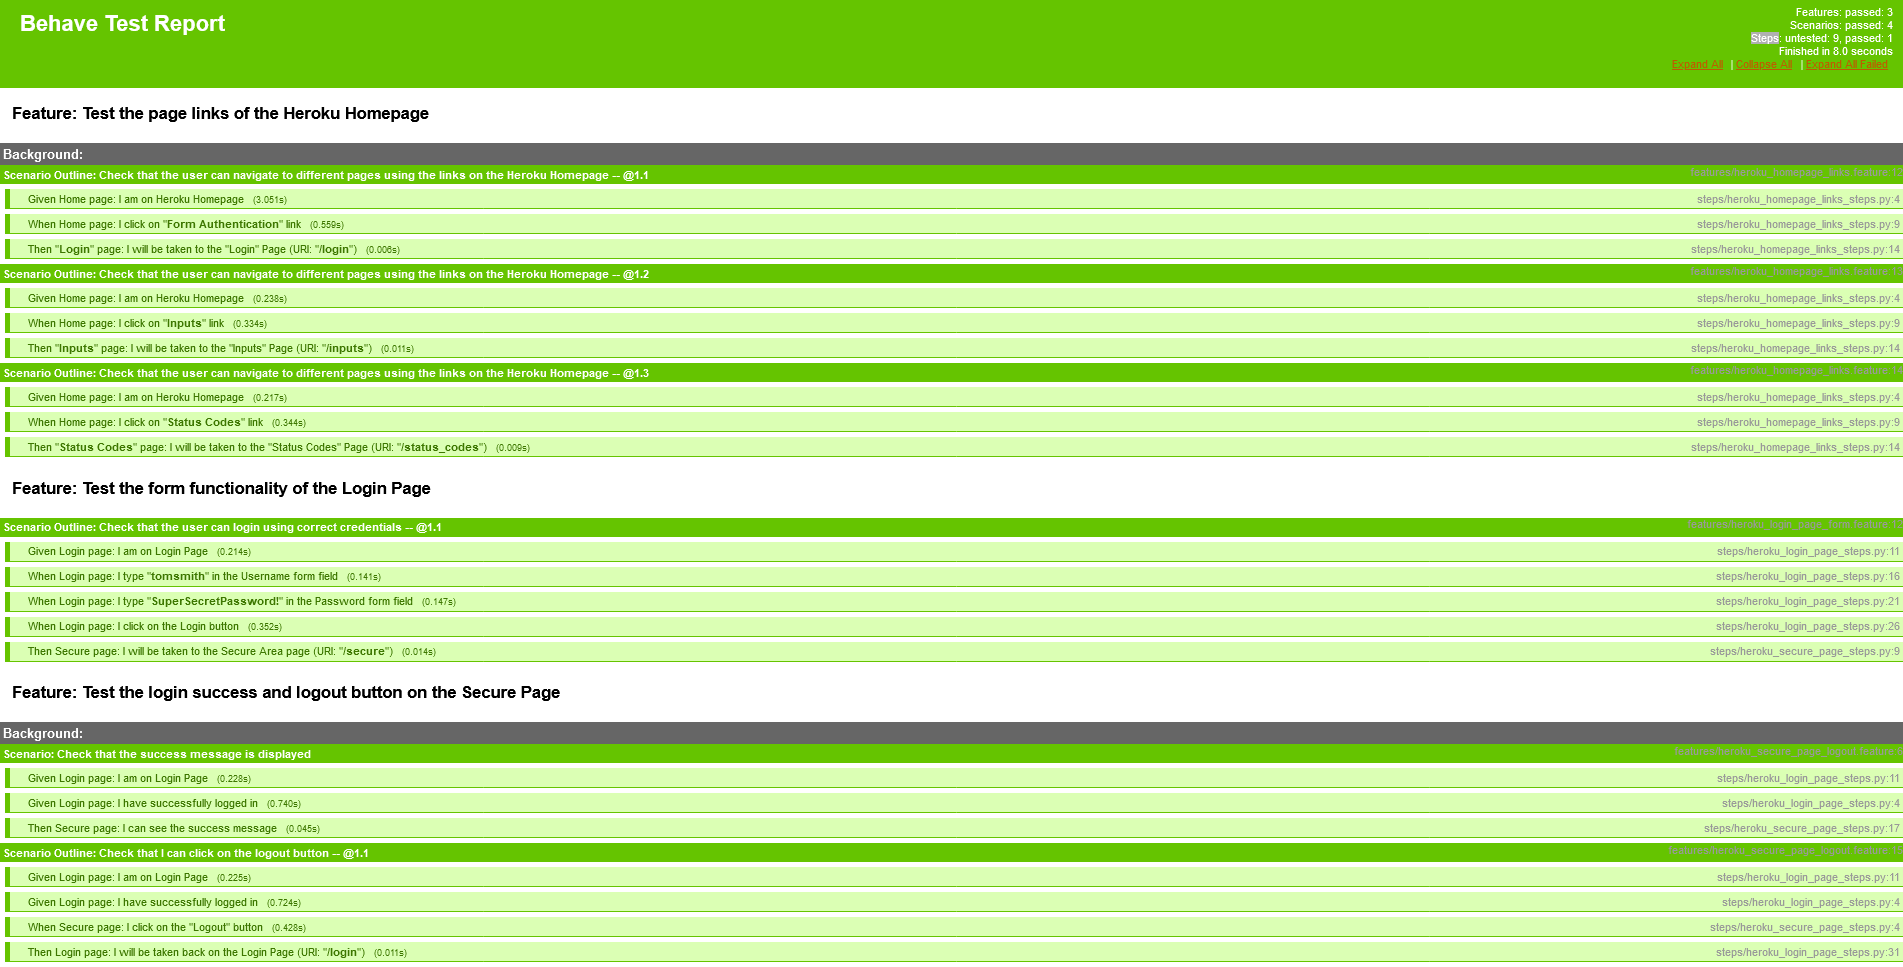 Behave Test Report
Features: passed: 3
Scenarios: passed: 4
Steps: untested: 9, passed: 1
Finished in 8.0 seconds
Expand All | Collapse All | Expand All Failed
Feature: Test the page links of the Heroku Homepage
Background:
Scenario Outline: Check that the user can navigate to different pages using the links on the Heroku Homepage -- @1.1
Given Home page: I am on Heroku Homepage (3.051s) steps/heroku_homepage_links_steps.py:4
When Home page: I click on "Form Authentication" link (0.559s) steps/heroku_homepage_links_steps.py:9
Then "Login" page: I will be taken to the "Login" Page (URI: "/login") (0.006s) steps/heroku_homepage_links_steps.py:14
Scenario Outline: Check that the user can navigate to different pages using the links on the Heroku Homepage -- @1.2
Given Home page: I am on Heroku Homepage (0.238s) steps/heroku_homepage_links_steps.py:4
When Home page: I click on "Inputs" link (0.334s) steps/heroku_homepage_links_steps.py:9
Then "Inputs" page: I will be taken to the "Inputs" Page (URI: "/inputs") (0.011s) steps/heroku_homepage_links_steps.py:14
Scenario Outline: Check that the user can navigate to different pages using the links on the Heroku Homepage -- @1.3
Given Home page: I am on Heroku Homepage (0.217s) steps/heroku_homepage_links_steps.py:4
When Home page: I click on "Status Codes" link (0.344s) steps/heroku_homepage_links_steps.py:9
Then "Status Codes" page: I will be taken to the "Status Codes" Page (URI: "/status_codes") (0.009s) steps/heroku_homepage_links_steps.py:14
Feature: Test the form functionality of the Login Page
Scenario Outline: Check that the user can login using correct credentials -- @1.1
Given Login page: I am on Login Page (0.214s) steps/heroku_login_page_steps.py:11
When Login page: I type "tomsmith" in the Username form field (0.141s) steps/heroku_login_page_steps.py:16
When Login page: I type "SuperSecretPassword!" in the Password form field (0.147s) steps/heroku_login_page_steps.py:21
When Login page: I click on the Login button (0.352s) steps/heroku_login_page_steps.py:26
Then Secure page: I will be taken to the Secure Area page (URI: "/secure") (0.014s) steps/heroku_secure_page_steps.py:9
Feature: Test the login success and logout button on the Secure Page
Background:
Scenario: Check that the success message is displayed
Given Login page: I am on Login Page (0.228s) steps/heroku_login_page_steps.py:11
Given Login page: I have successfully logged in (0.740s) steps/heroku_login_page_steps.py:4
Then Secure page: I can see the success message (0.045s) steps/heroku_secure_page_steps.py:17
Scenario Outline: Check that I can click on the logout button -- @1.1
Given Login page: I am on Login Page (0.225s) steps/heroku_login_page_steps.py:11
Given Login page: I have successfully logged in (0.724s) steps/heroku_login_page_steps.py:4
When Secure page: I click on the "Logout" button (0.428s) steps/heroku_secure_page_steps.py:4
Then Login page: I will be taken back on the Login Page (URI: "/login") (0.011s) steps/heroku_login_page_steps.py:31